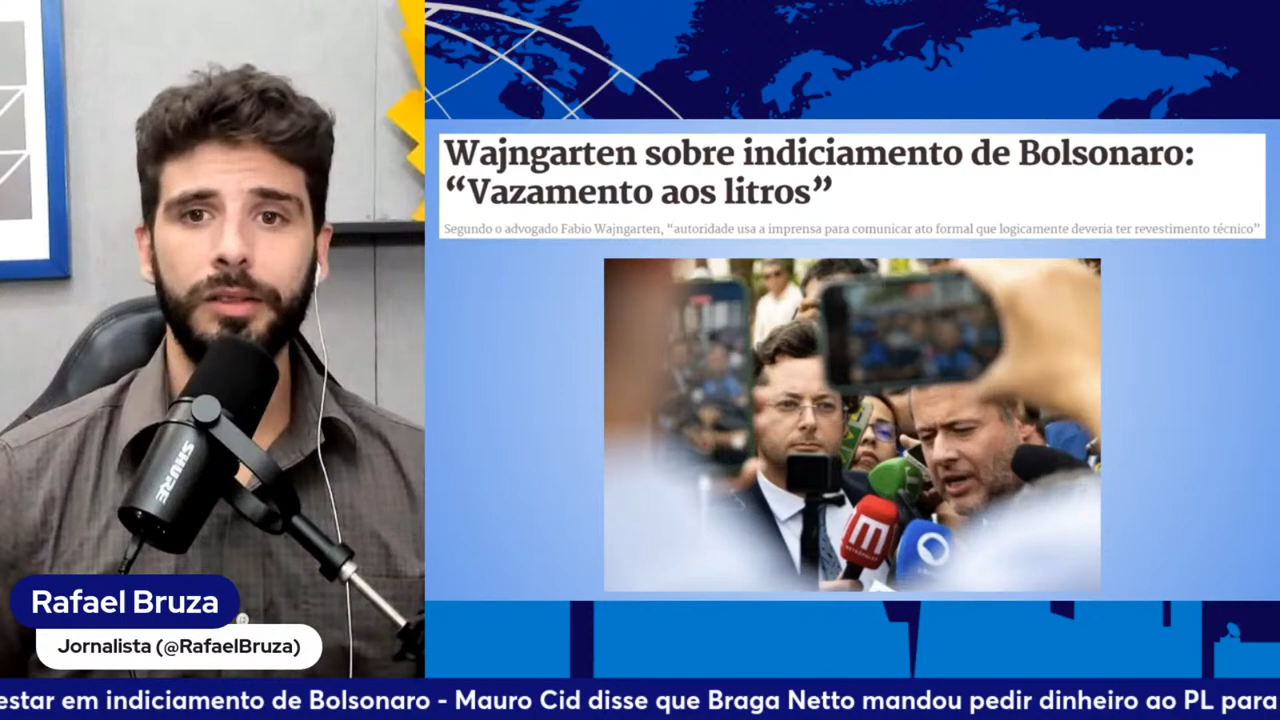 Wajngarten sobre indiciamento de Bolsonaro:
“Vazamento aos litros”
Segundo o advogado Fabio Wajngarten, “autoridade usa a imprensa para comunicar ato formal que logicamente deveria ter revestimento técnico”
SHURE
M
METRÓPOLES
Rafael Bruza
Jornalista (@RafaelBruza)
estar em indiciamento de Bolsonaro - Mauro Cid disse que Braga Netto mandou pedir dinheiro ao PL para